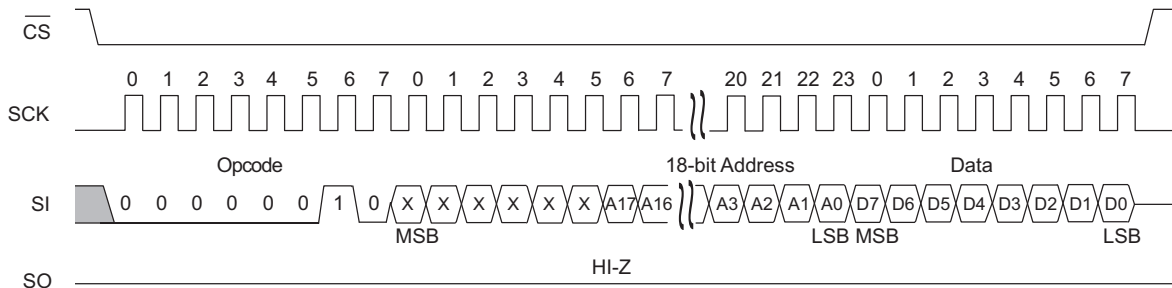 CS
0 1 2 3 4 5 6 7 0 1 2 3 4 5 6 7 20 21 22 23 0 1 2 3 4 5 6 7
SCK
Opcode 18-bit Address Data
SI 0 0 0 0 0 0 1 0 X X X X X X A17 A16 A3 A2 A1 A0 D7 D6 D5 D4 D3 D2 D1 D0
MSB LSB MSB LSB
HI-Z
SO